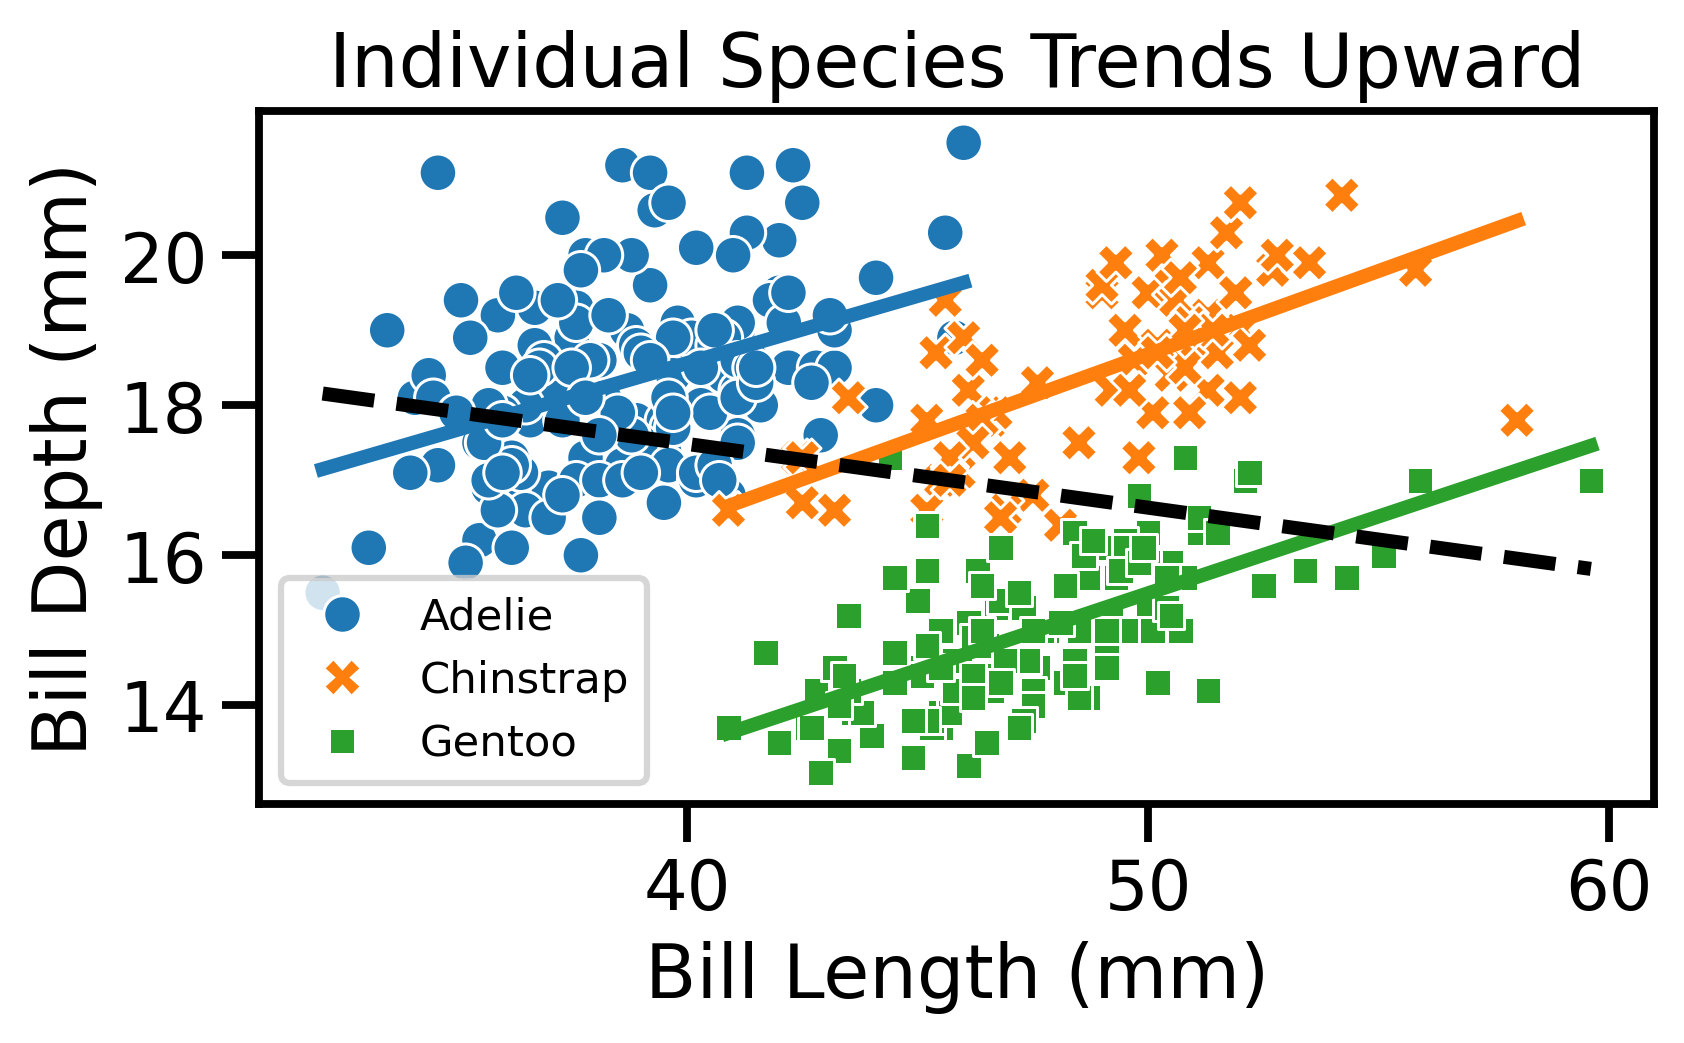 Individual Species Trends Upward
Bill Depth (mm)
20
18
16
14
Adelie
Chinstrap
Gentoo
40
50
60
Bill Length (mm)